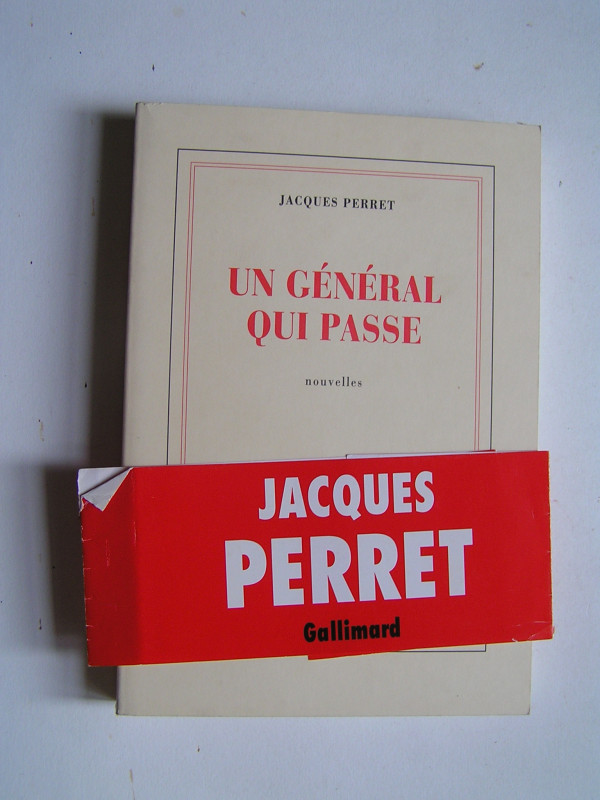 JACQUES PERRET
UN GÉNÉRAL
QUI PASSE
nouvelles
JACQUES
PERRET
Gallimard